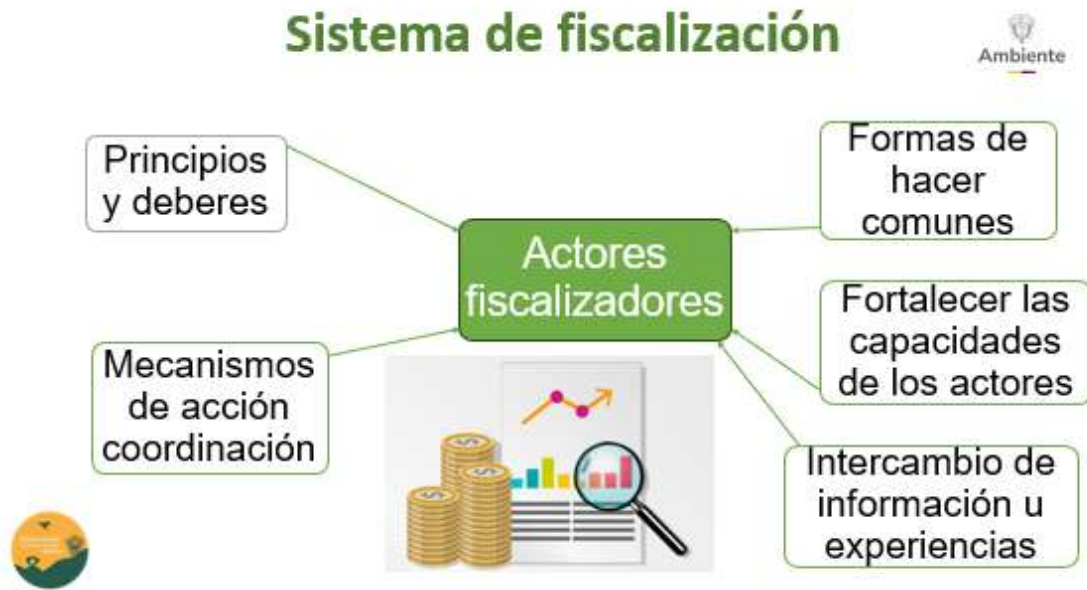 Sistema de fiscalización
Ambiente
Principios
y deberes
Mecanismos
de acción
coordinación
Actores
fiscalizadores
Formas de
hacer
comunes
Fortalecer las
capacidades
de los actores
Intercambio de
información u
experiencias